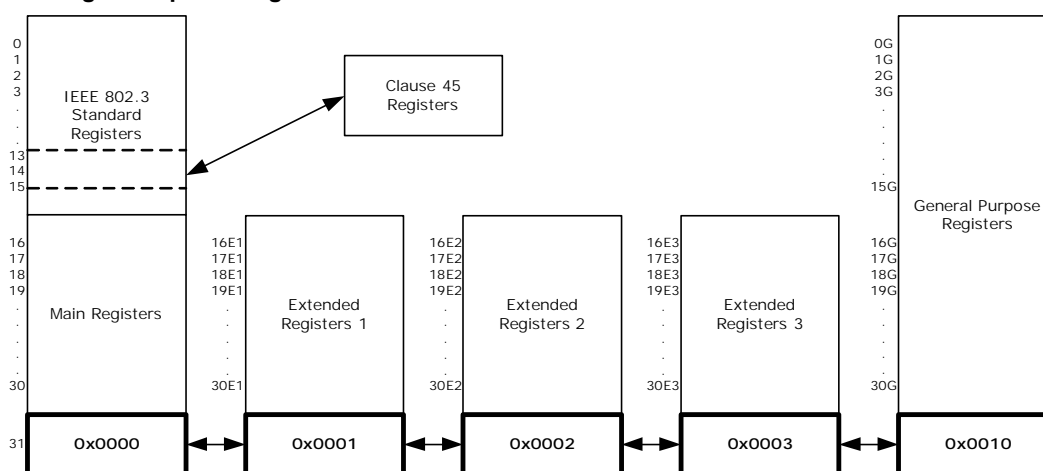 0
1
2
3
.
.
.
13
14
15
IEEE 802.3
Standard
Registers
Clause 45
Registers
0G
1G
2G
3G
.
.
.
.
.
15G
General Purpose
Registers
16
17
18
19
.
.
.
.
.
30
Main Registers
16E1
17E1
18E1
19E1
.
.
.
.
.
30E1
Extended
Registers 1
16E2
17E2
18E2
19E2
.
.
.
.
.
30E2
Extended
Registers 2
16E3
17E3
18E3
19E3
.
.
.
.
.
30E3
Extended
Registers 3
16G
17G
18G
19G
.
.
.
.
.
30G
31
0x0000
0x0001
0x0002
0x0003
0x0010